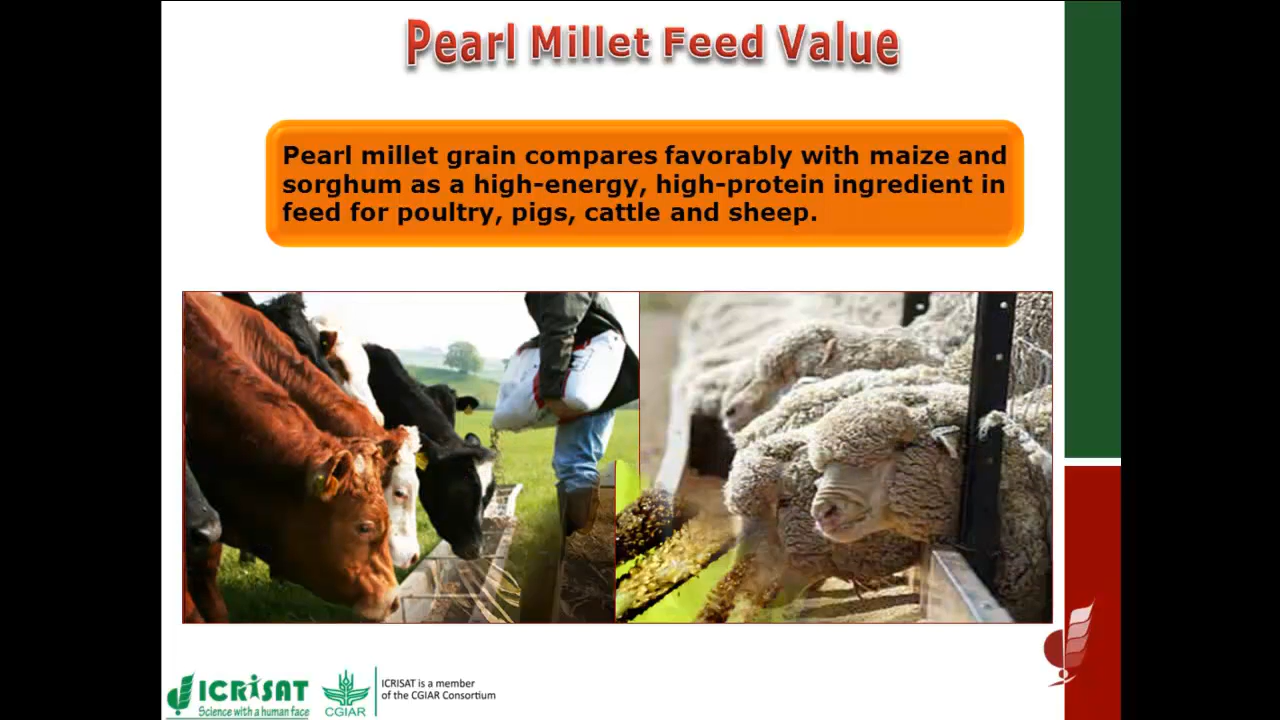 Pearl Millet Feed Value
Pearl millet grain compares favorably with maize and
sorghum as a high-energy, high-protein ingredient in
feed for poultry, pigs, cattle and sheep.
ICRISAT
Science with a human face
CGIAR
ICRISAT is a member
of the CGIAR Consortium